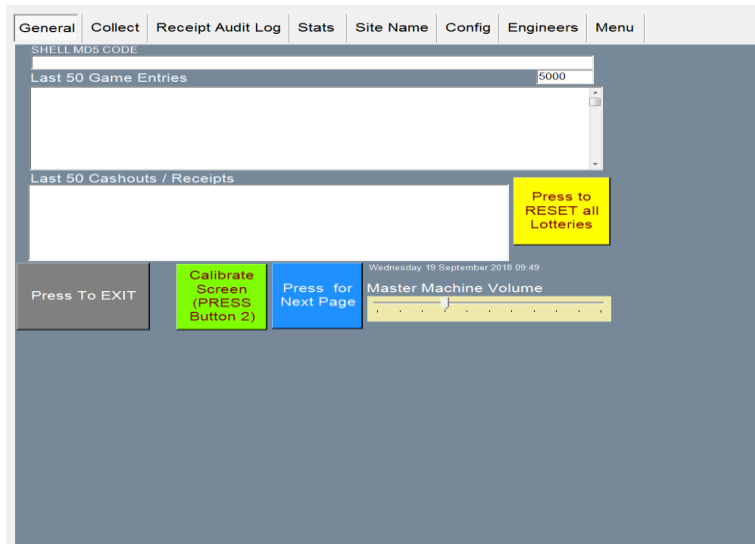 General Collect Receipt Audit Log Stats Site Name Config Engineers Menu
SHELL MD5 CODE
Last 50 Game Entries
5000
Last 50 Cashouts / Receipts
Press to
RESET all
Lotteries
Press To EXIT
Calibrate
Screen
(PRESS
Button 2)
Press for
Next Page
Wednesday 19 September 2018 09:49
Master Machine Volume